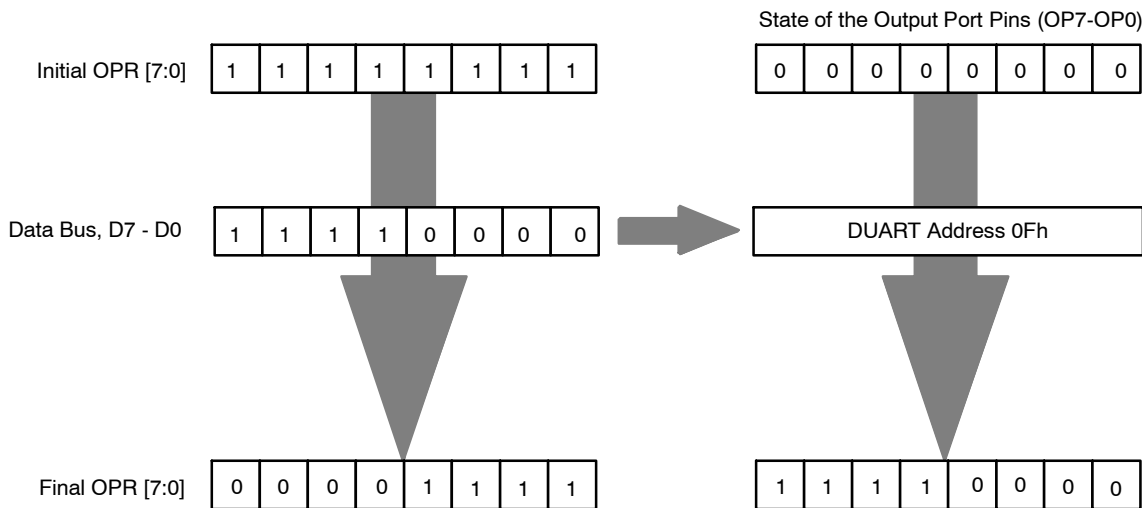 State of the Output Port Pins (OP7-OP0)
Initial OPR [7:0] 1 1 1 1 1 1 1 1 0 0 0 0 0 0 0 0
Data Bus, D7 - D0 1 1 1 1 0 0 0 0 DUART Address 0Fh
Final OPR [7:0] 0 0 0 0 1 1 1 1 1 1 1 1 0 0 0 0